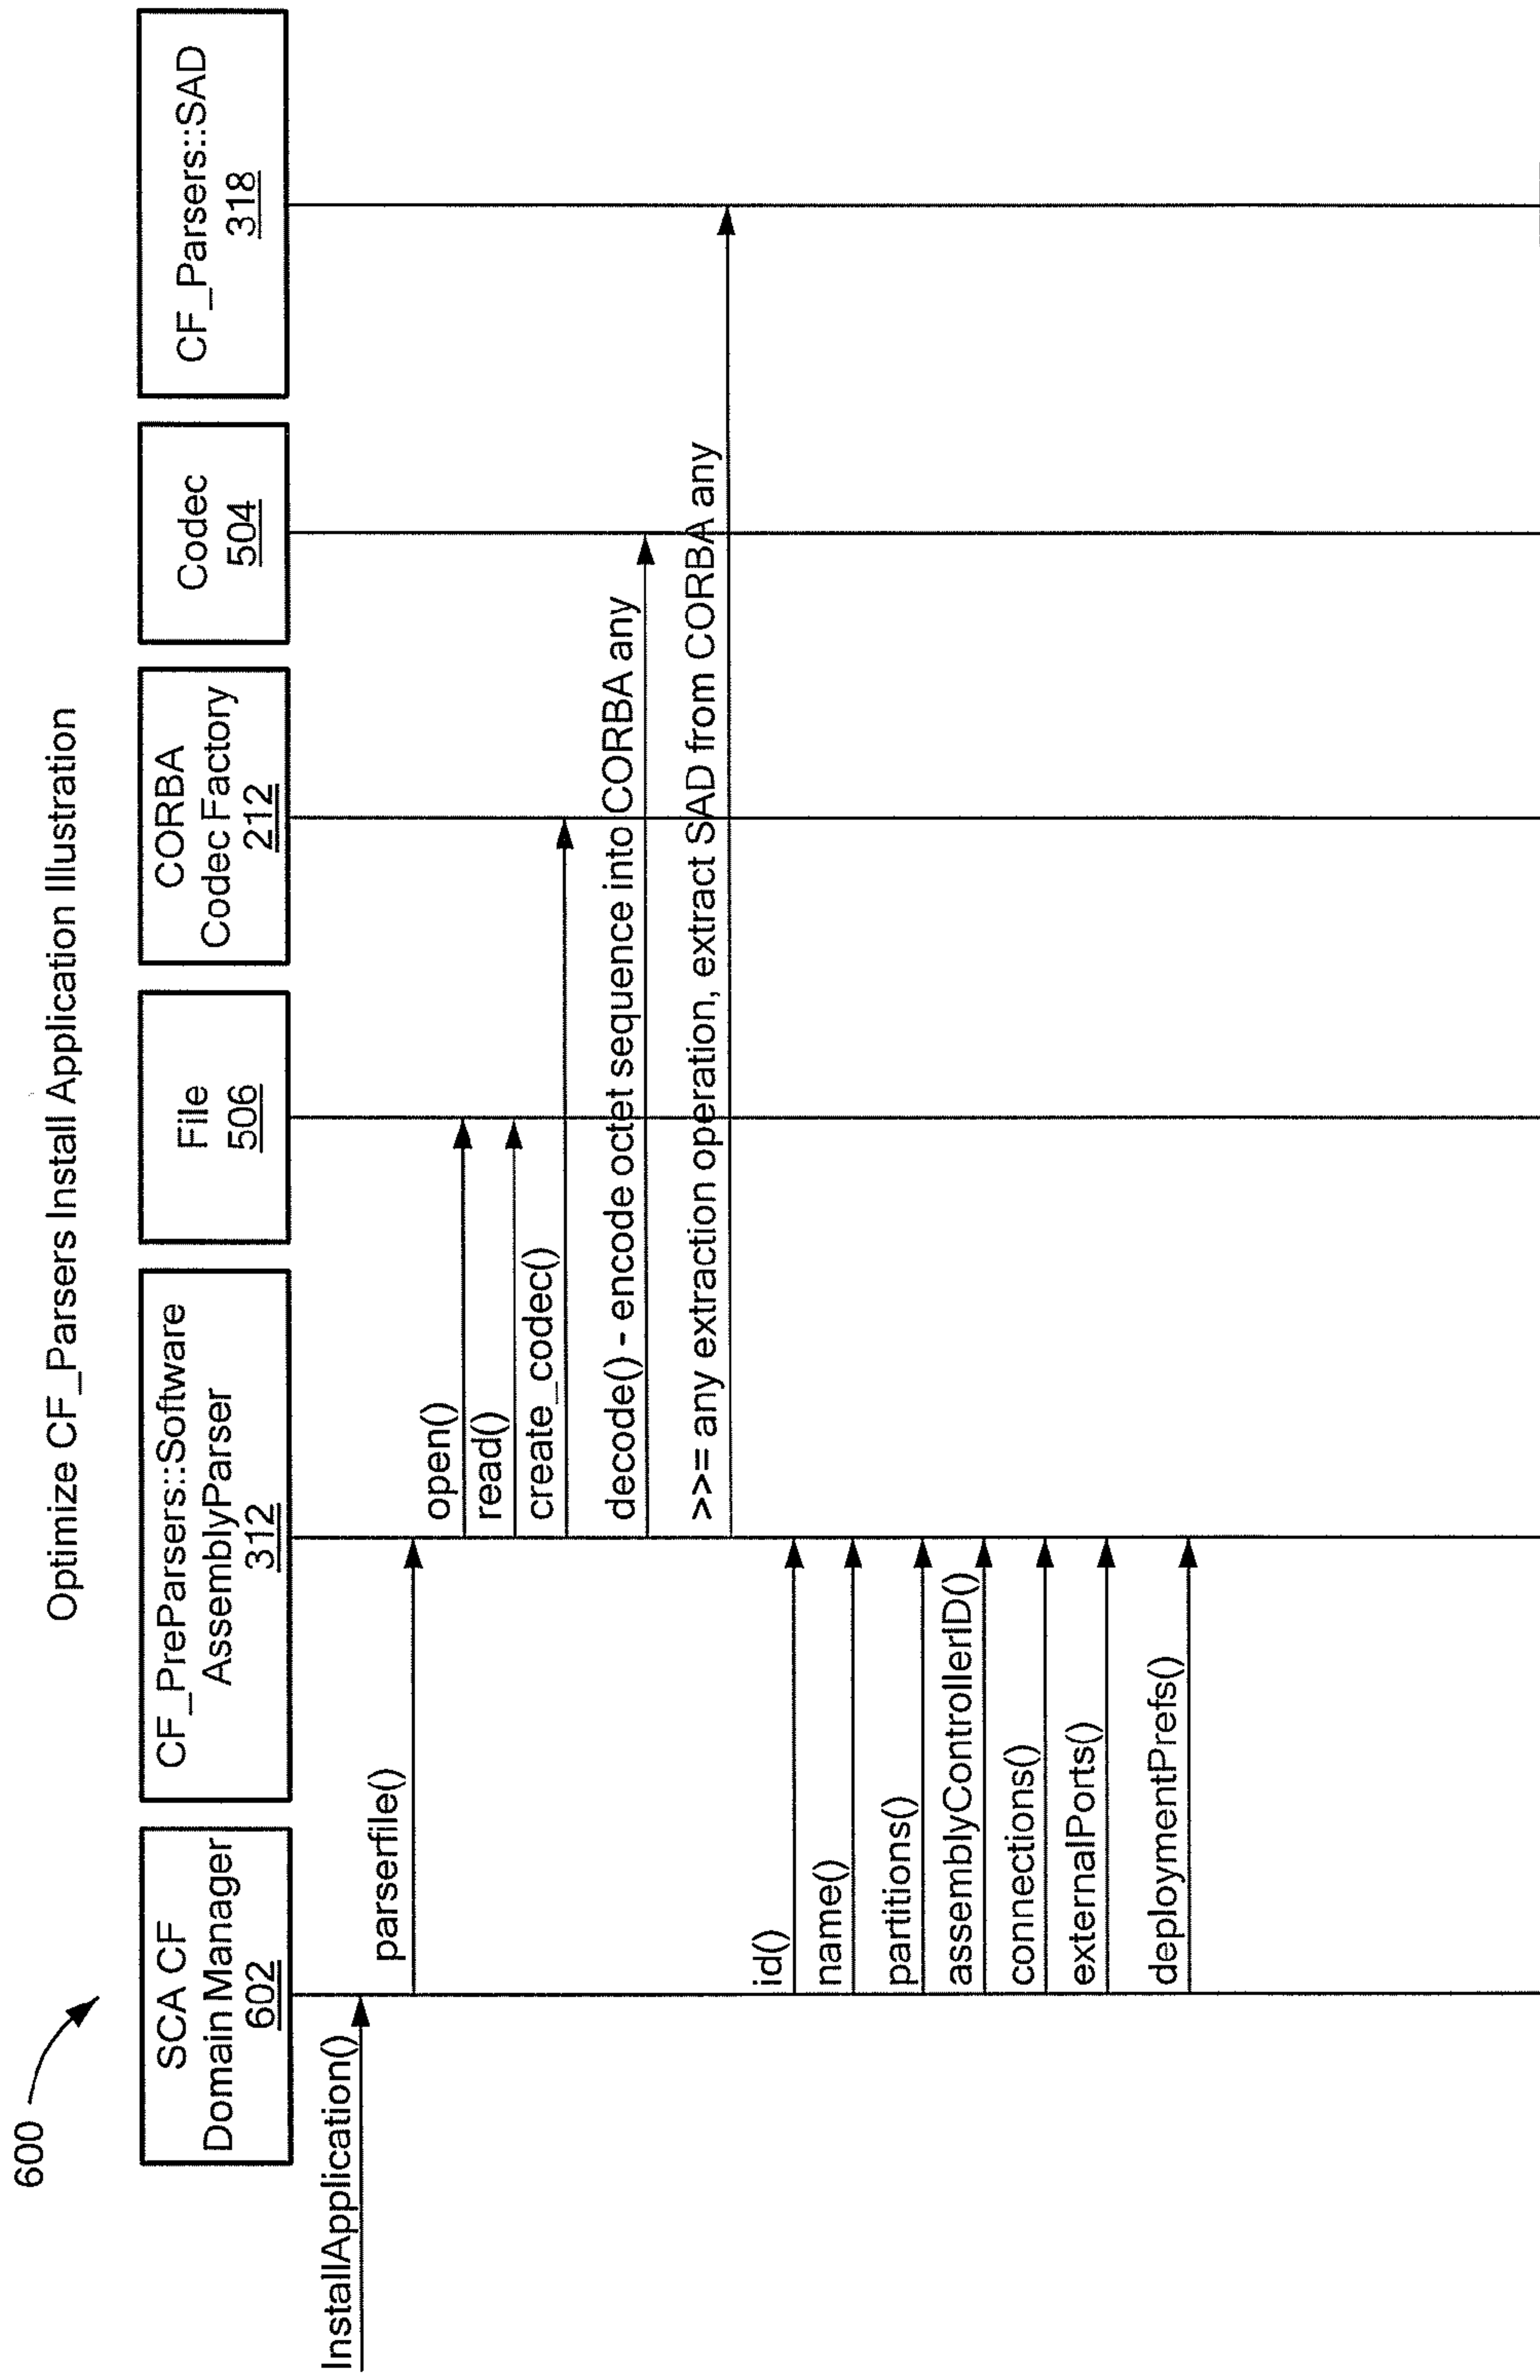 600
Optimize CF_Parsers Install Application Illustration
SCA CF
Domain Manager
602
CF_PreParsers::Software
AssemblyParser
312
File
506
CORBA
Codec Factory
212
Codec
504
CF_Parsers::SAD
318
InstallApplication()
parserfile()
open()
read()
create_codec()
decode() - encode octet sequence into CORBA any
>>= any extraction operation, extract SAD from CORBA any
id()
name()
partitions()
assemblyControllerID()
connections()
externalPorts()
deploymentPrefs()